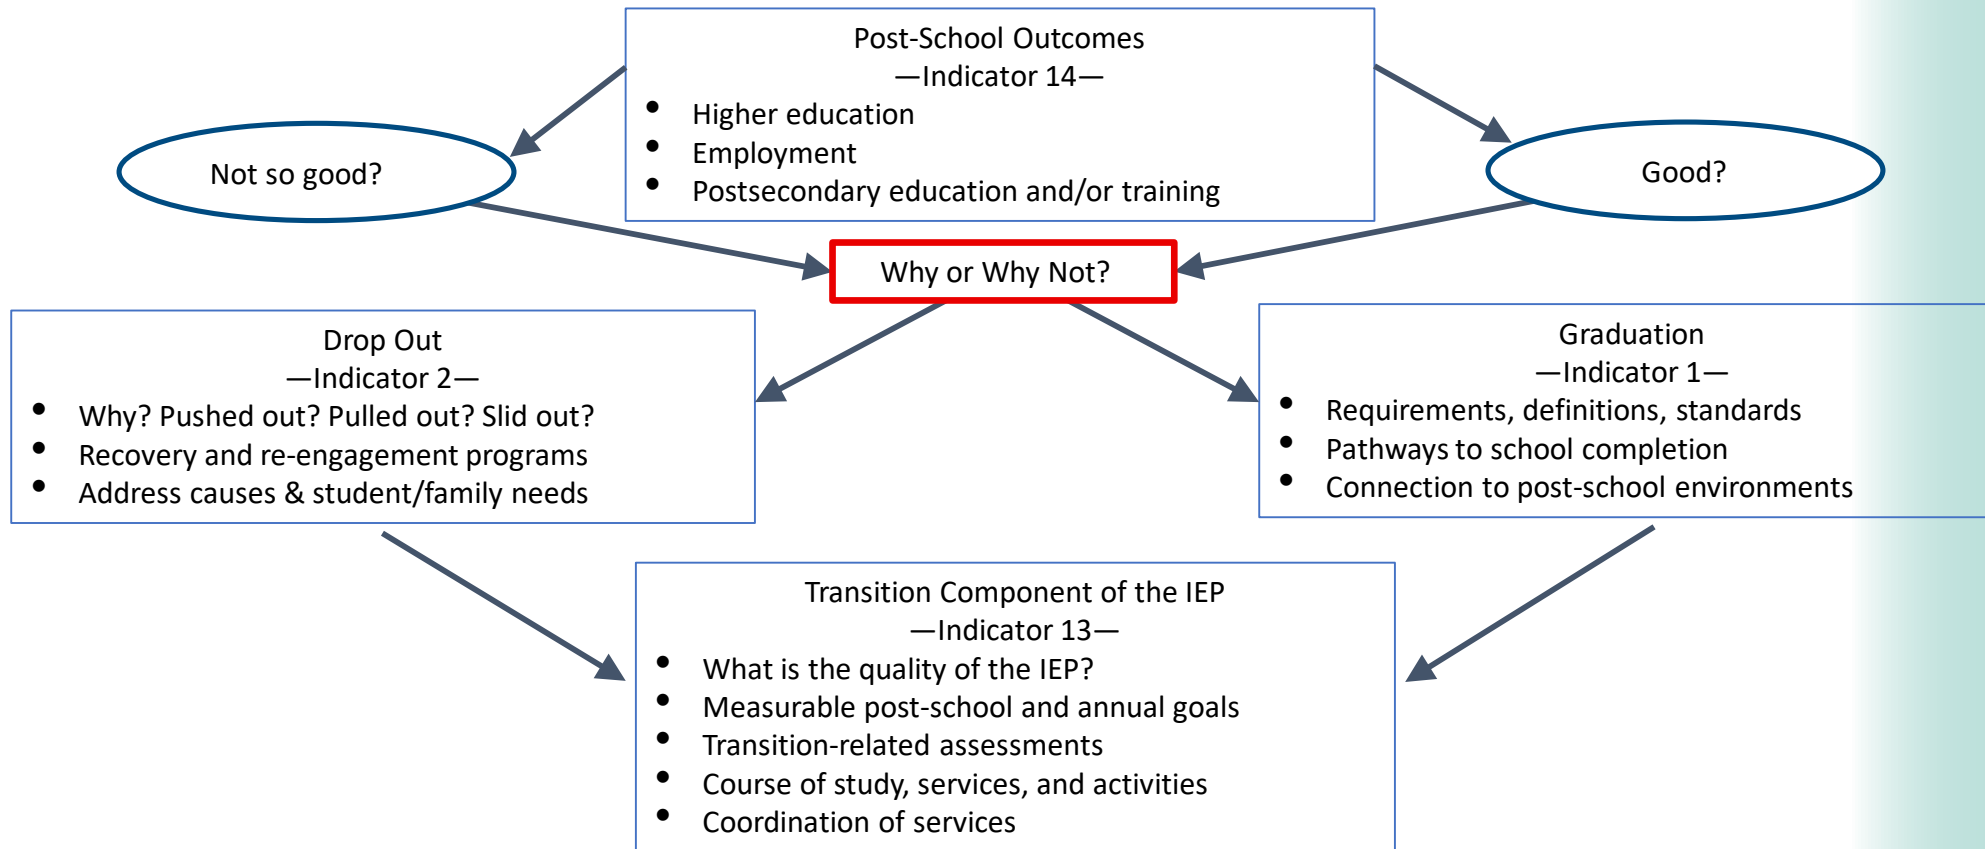 Post-School Outcomes
—Indicator 14—
• Higher education
• Employment
• Postsecondary education and/or training
Not so good?
Good?
Why or Why Not?
Drop Out
—Indicator 2—
• Why? Pushed out? Pulled out? Slid out?
• Recovery and re-engagement programs
• Address causes & student/family needs
Graduation
—Indicator 1—
• Requirements, definitions, standards
• Pathways to school completion
• Connection to post-school environments
Transition Component of the IEP
—Indicator 13—
• What is the quality of the IEP?
• Measurable post-school and annual goals
• Transition-related assessments
• Course of study, services, and activities
• Coordination of services